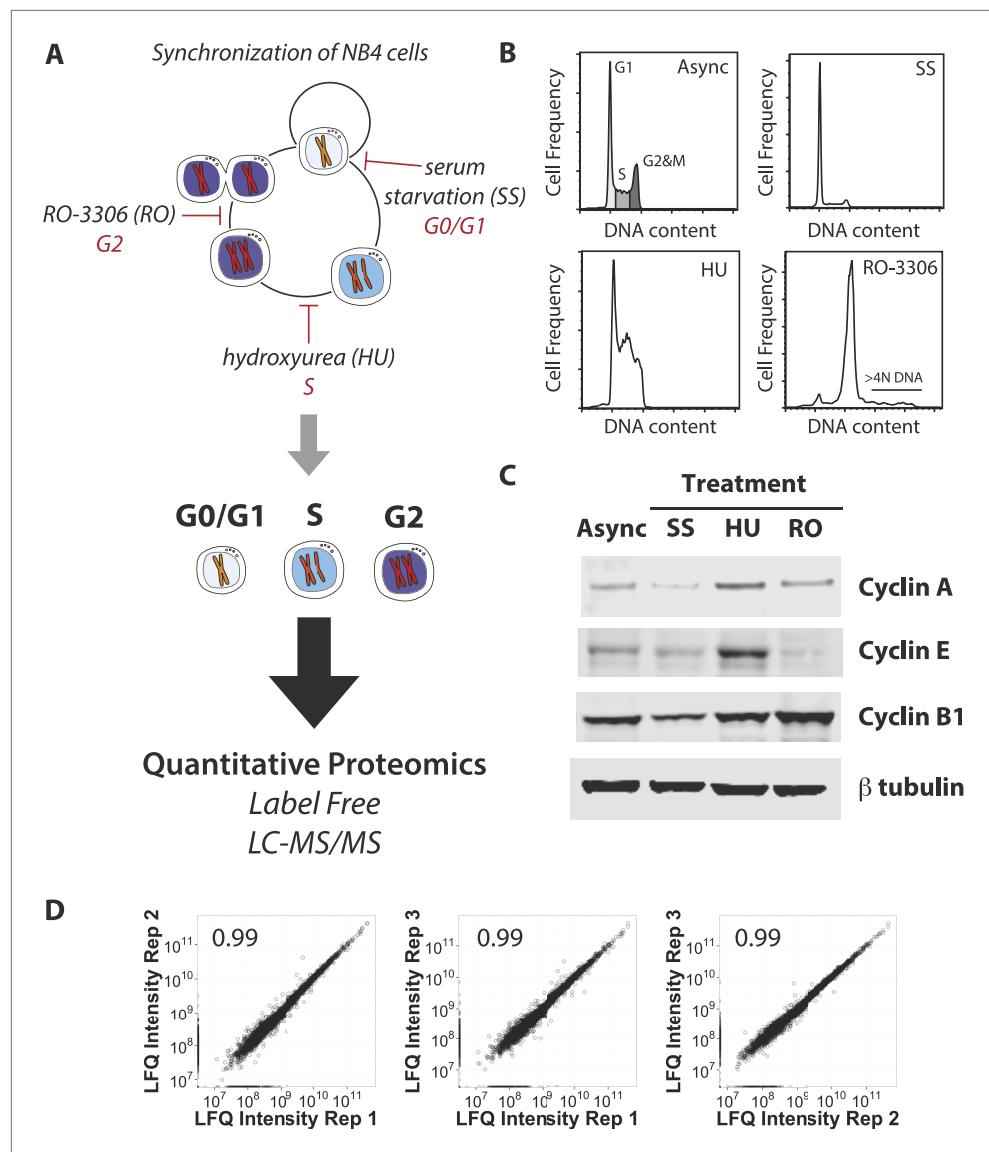 A
Synchronization of NB4 cells
serum
starvation (SS)
G0/G1
RO-3306 (RO)
G2
hydroxyurea (HU)
S
G0/G1 S G2
Quantitative Proteomics
Label Free
LC-MS/MS
B
Cell Frequency
G1
Async
S
G2&M
DNA content
Cell Frequency
SS
DNA content
Cell Frequency
HU
DNA content
Cell Frequency
RO-3306
>4N DNA
DNA content
C
Treatment
Async SS HU RO
Cyclin A
Cyclin E
Cyclin B1
β tubulin
D
LFQ Intensity Rep 2
0.99
10¹¹
10¹⁰
10⁹
10⁸
10⁷
10⁷ 10⁸ 10⁹ 10¹⁰ 10¹¹
LFQ Intensity Rep 1
LFQ Intensity Rep 3
0.99
10¹¹
10¹⁰
10⁹
10⁸
10⁷
10⁷ 10⁸ 10⁹ 10¹⁰ 10¹¹
LFQ Intensity Rep 1
LFQ Intensity Rep 3
0.99
10¹¹
10¹⁰
10⁹
10⁸
10⁷
10⁷ 10⁸ 10⁹ 10¹⁰ 10¹¹
LFQ Intensity Rep 2